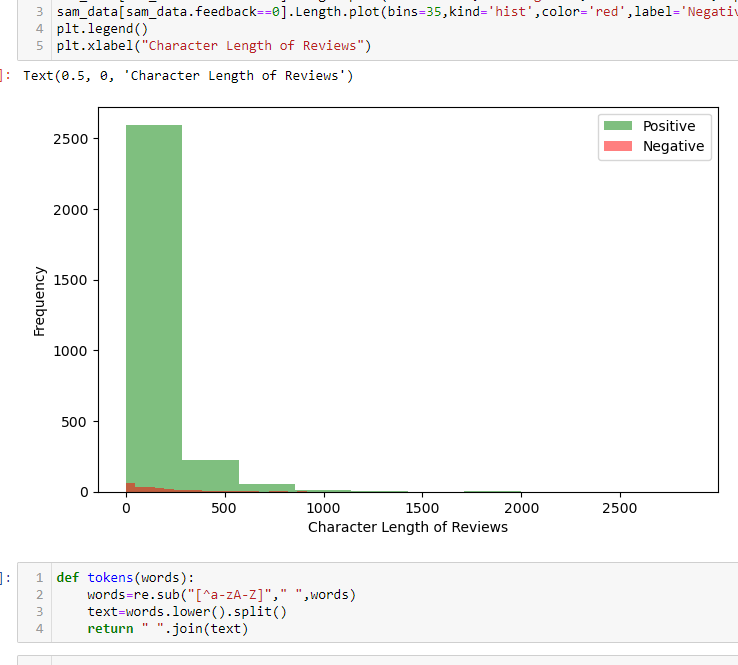 3 sam_data[sam_data.feedback==0].Length.plot(bins=35,kind='hist',color='red',label='Negativ
4 plt.legend()
5 plt.xlabel("Character Length of Reviews")
]: Text(0.5, 0, 'Character Length of Reviews')
Positive
Negative
2500
2000
1500
1000
500
0
Frequency
0 500 1000 1500 2000 2500
Character Length of Reviews
]: 1 def tokens(words):
2 words=re.sub("[^a-zA-Z]"," ",words)
3 text=words.lower().split()
4 return " ".join(text)